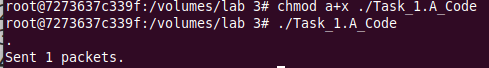 root@7273637c339f:/volumes/lab 3# chmod a+x ./Task_1.A_Code
root@7273637c339f:/volumes/lab 3# ./Task_1.A_Code
.
Sent 1 packets.